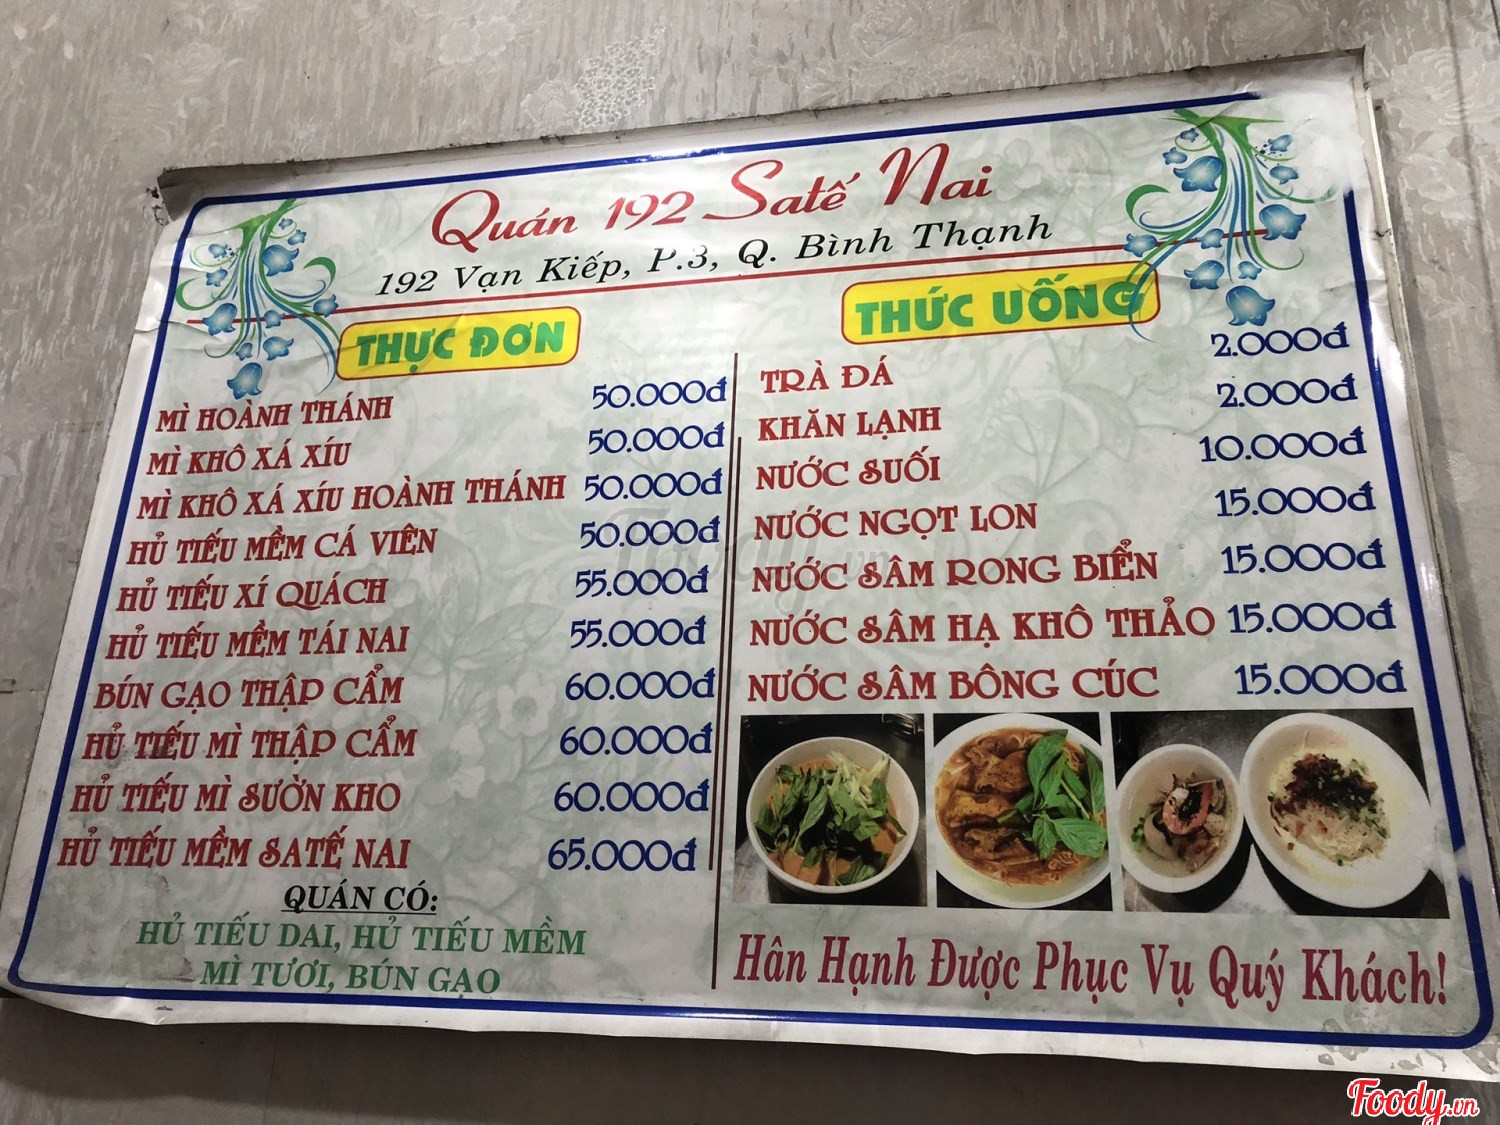 Quán 192 Satế Nai
192 Vạn Kiếp, P.3, Q. Bình Thạnh
THỰC ĐƠN
MÌ HOÀNH THÁNH 50.000đ
MÌ KHÔ XÁ XÍU 50.000đ
MÌ KHÔ XÁ XÍU HOÀNH THÁNH 50.000đ
HỦ TIẾU MỀM CÁ VIÊN 50.000đ
HỦ TIẾU XÍ QUÁCH 55.000đ
HỦ TIẾU MỀM TÁI NAI 55.000đ
BÚN GẠO THẬP CẨM 60.000đ
HỦ TIẾU MÌ THẬP CẨM 60.000đ
HỦ TIẾU MÌ SƯỜN KHO 60.000đ
HỦ TIẾU MỀM SATẾ NAI 65.000đ
QUÁN CÓ:
HỦ TIẾU DAI, HỦ TIẾU MỀM
MÌ TƯƠI, BÚN GẠO
THỨC UỐNG
TRÀ ĐÁ 2.000đ
KHĂN LẠNH 2.000đ
NƯỚC SUỐI 10.000đ
NƯỚC NGỌT LON 15.000đ
NƯỚC SÂM RONG BIỂN 15.000đ
NƯỚC SÂM HẠ KHÔ THẢO 15.000đ
NƯỚC SÂM BÔNG CÚC 15.000đ
Hân Hạnh Được Phục Vụ Quý Khách!
Foody.vn
Foody.vn